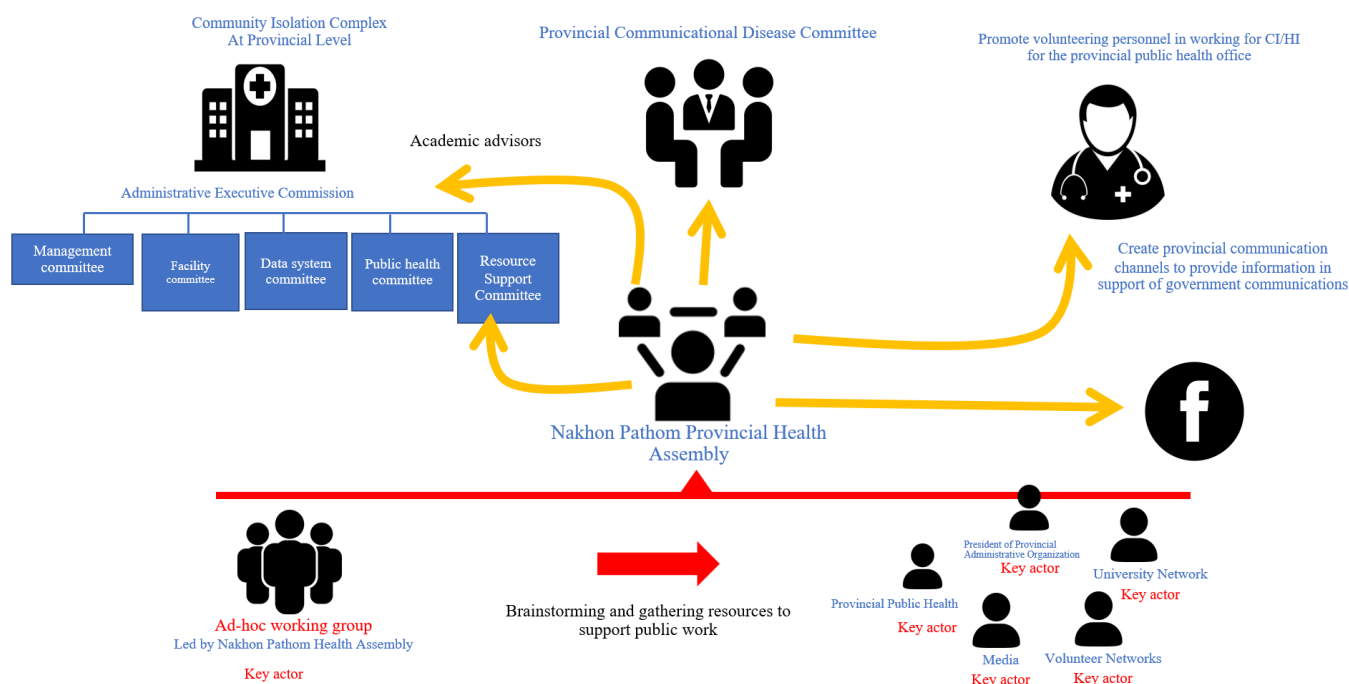 Community Isolation Complex
At Provincial Level
Provincial Communicational Disease Committee
Promote volunteering personnel in working for CI/HI
for the provincial public health office
Academic advisors
Administrative Executive Commission
Management
committee
Facility
committee
Data system
committee
Public health
committee
Resource
Support
Committee
Create provincial communication
channels to provide information in
support of government communications
f
Nakhon Pathom Provincial Health
Assembly
Ad-hoc working group
Led by Nakhon Pathom Health Assembly
Key actor
Brainstorming and gathering resources to
support public work
President of Provincial
Administrative Organization
Key actor
University Network
Key actor
Provincial Public Health
Key actor
Media
Key actor
Volunteer Networks
Key actor